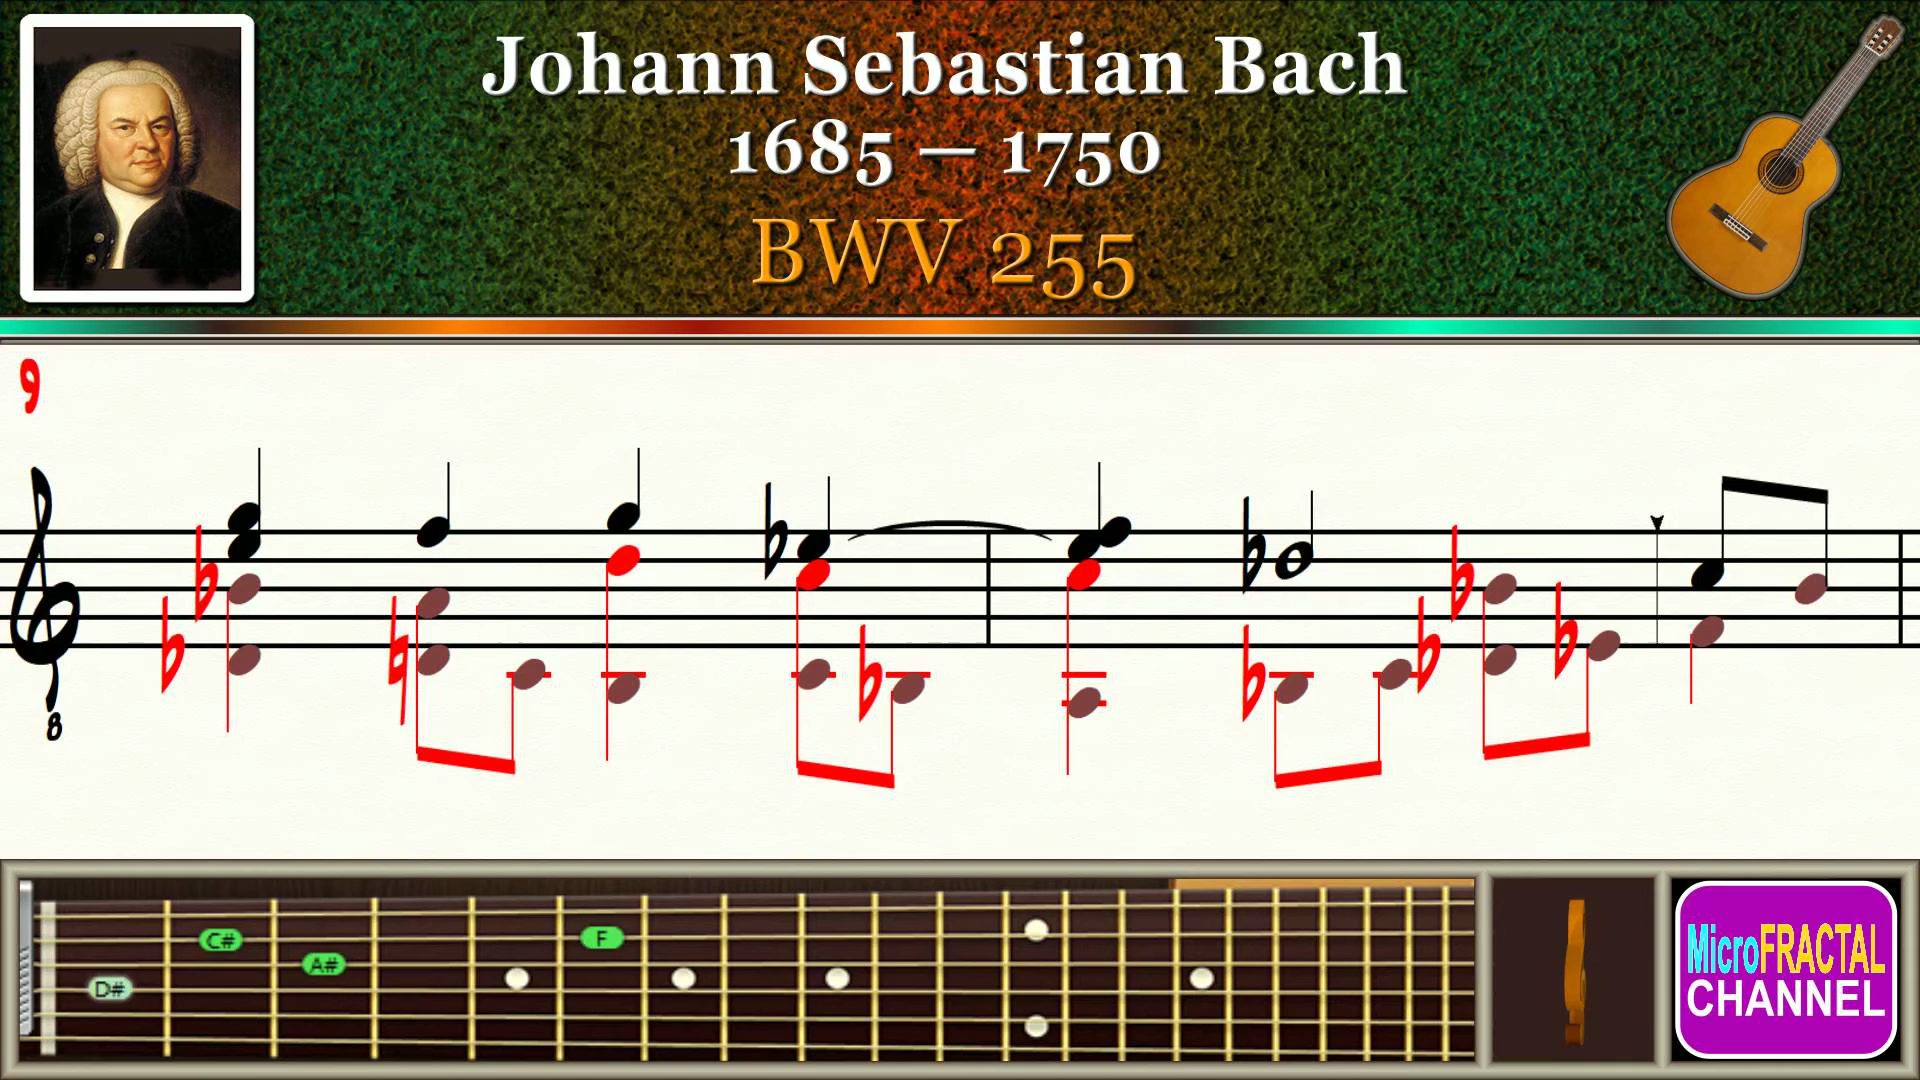 Johann Sebastian Bach
1685 – 1750
BWV 255
9
8
C#
F
A#
D#
MicroFRACTAL
CHANNEL